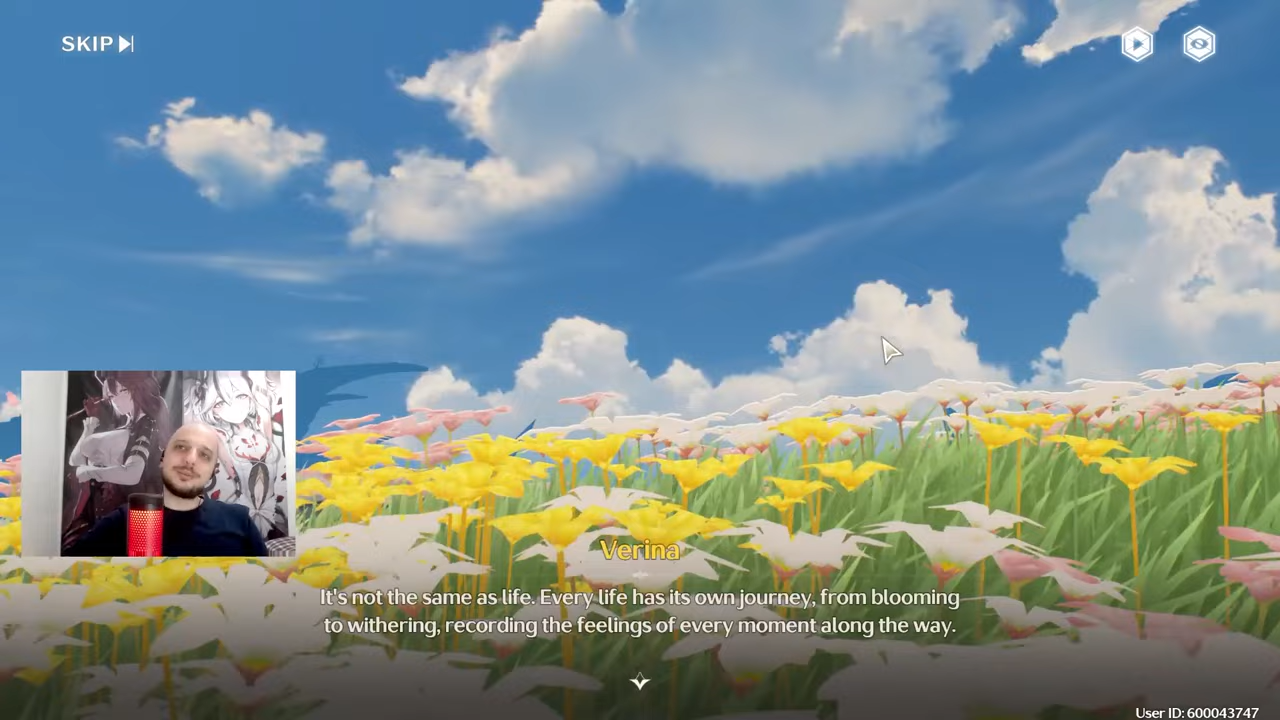 SKIP
Verina
It's not the same as life. Every life has its own journey, from blooming
to withering, recording the feelings of every moment along the way.
User ID: 600043747